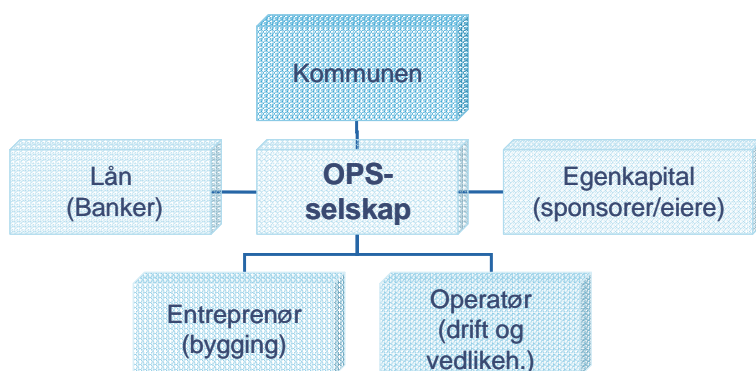 Kommunen
Lån
(Banker)
OPS-
selskap
Egenkapital
(sponsorer/eiere)
Entreprenør
(bygging)
Operatør
(drift og
vedlikeh.)